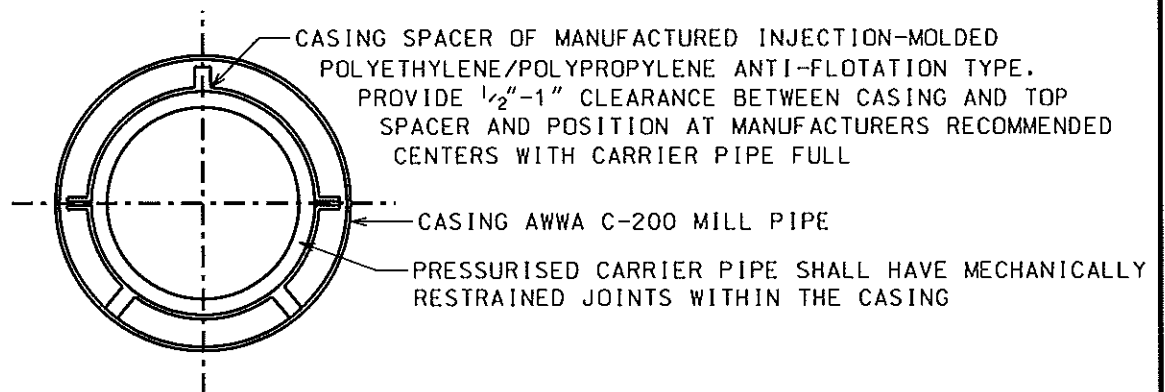 CASING SPACER OF MANUFACTURED INJECTION-MOLDED
POLYETHYLENE/POLYPROPYLENE ANTI-FLOTATION TYPE.
PROVIDE 1/2"-1" CLEARANCE BETWEEN CASING AND TOP
SPACER AND POSITION AT MANUFACTURERS RECOMMENDED
CENTERS WITH CARRIER PIPE FULL
CASING AWWA C-200 MILL PIPE
PRESSURISED CARRIER PIPE SHALL HAVE MECHANICALLY
RESTRAINED JOINTS WITHIN THE CASING